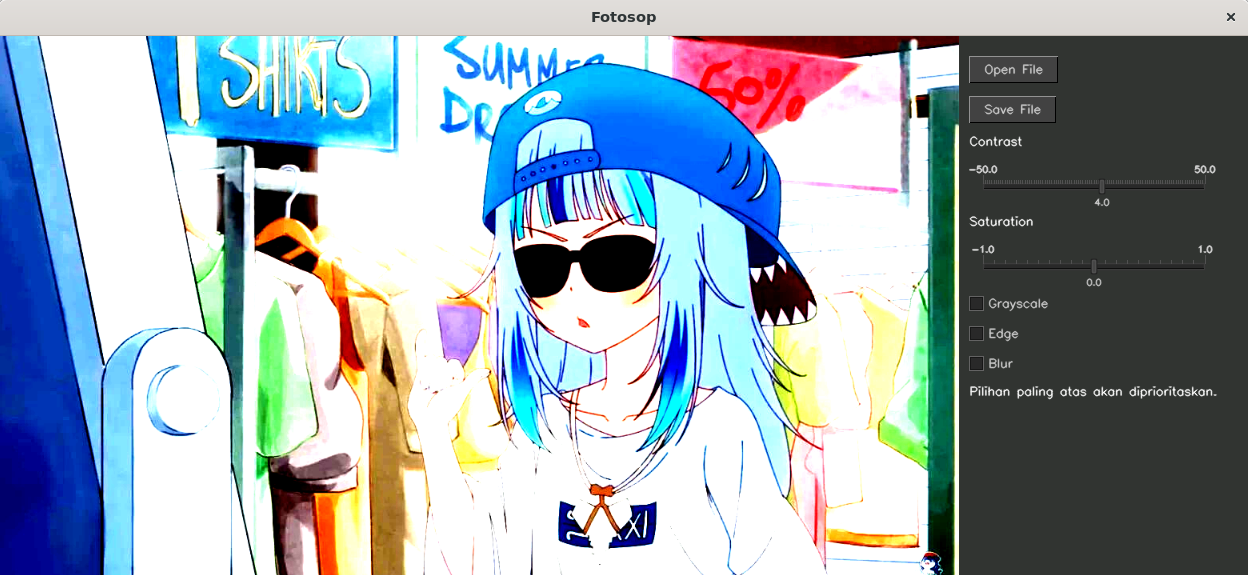 Fotosop
SHIRTS
SUMMER
DR
50%
Open File
Save File
Contrast
-50.0 50.0
4.0
Saturation
-1.0 1.0
0.0
Grayscale
Edge
Blur
Pilihan paling atas akan diprioritaskan.